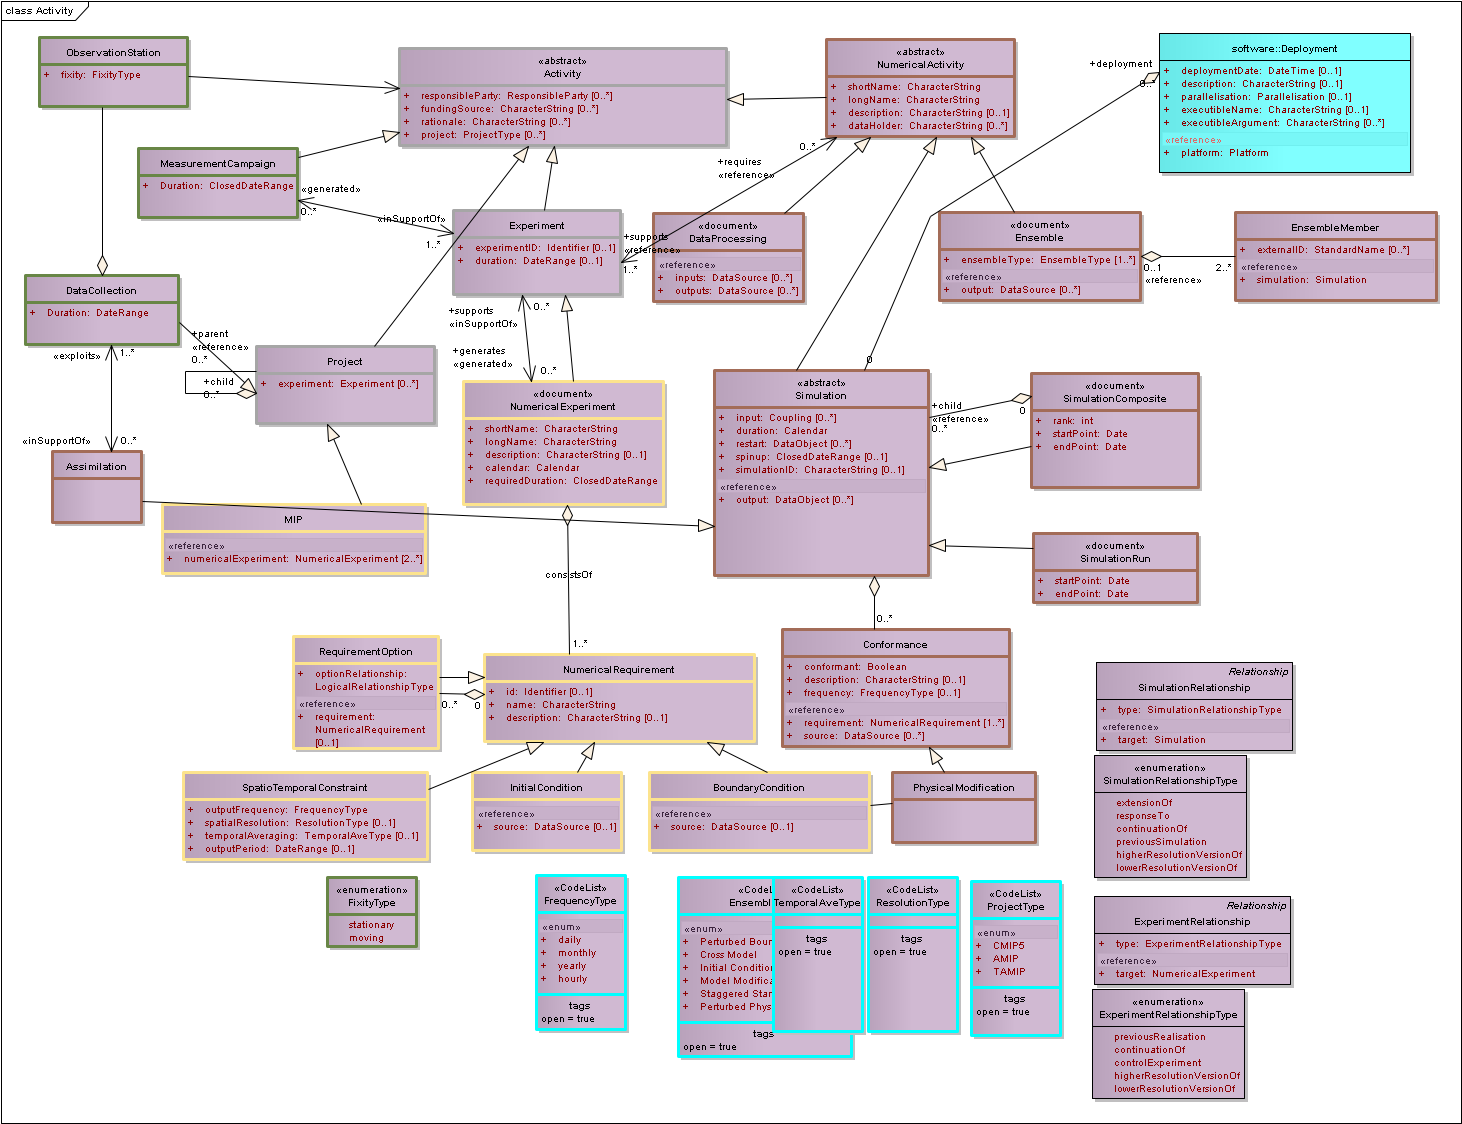 class Activity
ObservationStation
+ fixity: FixityType
«abstract»
Activity
+ responsibleParty: ResponsibleParty [0..*]
+ fundingSource: CharacterString [0..*]
+ rationale: CharacterString [0..*]
+ project: ProjectType [0..*]
«abstract»
NumericalActivity
+ shortName: CharacterString
+ longName: CharacterString
+ description: CharacterString [0..1]
+ dataHolder: CharacterString [0..*]
+deployment
0..*
software::Deployment
+ deploymentDate: DateTime [0..1]
+ description: CharacterString [0..1]
+ parallelisation: Parallelisation [0..1]
+ executibleName: CharacterString [0..1]
+ executibleArgument: CharacterString [0..*]
«reference»
+ platform: Platform
MeasurementCampaign
+ Duration: ClosedDateRange
«generated»
0..*
«inSupportOf»
1..*
Experiment
+ experimentID: Identifier [0..1]
+ duration: DateRange [0..1]
0..*
+requires
«reference»
+supports
«reference»
1..*
«document»
DataProcessing
«reference»
+ inputs: DataSource [0..*]
+ outputs: DataSource [0..*]
«document»
Ensemble
+ ensembleType: EnsembleType [1..*]
«reference»
+ output: DataSource [0..*]
0..1
2..*
«reference»
EnsembleMember
+ externalID: StandardName [0..*]
«reference»
+ simulation: Simulation
DataCollection
+ Duration: DateRange
«exploits»
1..*
+parent
«reference»
0..*
+child
0..*
Project
+ experiment: Experiment [0..*]
+supports
«inSupportOf»
0..*
+generates
«generated»
0..*
«document»
NumericalExperiment
+ shortName: CharacterString
+ longName: CharacterString
+ description: CharacterString [0..1]
+ calendar: Calendar
+ requiredDuration: ClosedDateRange
0
«abstract»
Simulation
+ input: Coupling [0..*]
+ duration: Calendar
+ restart: DataObject [0..*]
+ spinup: ClosedDateRange [0..1]
+ simulationID: CharacterString [0..1]
«reference»
+ output: DataObject [0..*]
+child
«reference»
0..*
0
«document»
SimulationComposite
+ rank: int
+ startPoint: Date
+ endPoint: Date
«inSupportOf»
0..*
Assimilation
MIP
«reference»
+ numericalExperiment: NumericalExperiment [2..*]
«document»
SimulationRun
+ startPoint: Date
+ endPoint: Date
consistsOf
1..*
0..*
RequirementOption
+ optionRelationship:
LogicalRelationshipType
«reference»
+ requirement:
NumericalRequirement
[0..1]
0..*
0
NumericalRequirement
+ id: Identifier [0..1]
+ name: CharacterString
+ description: CharacterString [0..1]
Conformance
+ conformant: Boolean
+ description: CharacterString [0..1]
+ frequency: FrequencyType [0..1]
«reference»
+ requirement: NumericalRequirement [1..*]
+ source: DataSource [0..*]
Relationship
SimulationRelationship
+ type: SimulationRelationshipType
«reference»
+ target: Simulation
SpatioTemporalConstraint
+ outputFrequency: FrequencyType
+ spatialResolution: ResolutionType [0..1]
+ temporalAveraging: TemporalAveType [0..1]
+ outputPeriod: DateRange [0..1]
InitialCondition
«reference»
+ source: DataSource [0..1]
BoundaryCondition
«reference»
+ source: DataSource [0..1]
PhysicalModification
«enumeration»
SimulationRelationshipType
extensionOf
responseTo
continuationOf
previousSimulation
higherResolutionVersionOf
lowerResolutionVersionOf
«enumeration»
FixityType
stationary
moving
«CodeList»
FrequencyType
«enum»
+ daily
+ monthly
+ yearly
+ hourly
tags
open = true
«CodeL
Ensembl
«enum»
+ Perturbed Boun
+ Cross Model
+ Initial Condition
+ Model Modifica
+ Staggered Star
+ Perturbed Phys
tags
open = true
«CodeList»
TemporalAveType
tags
open = true
«CodeList»
ResolutionType
tags
open = true
«CodeList»
ProjectType
«enum»
+ CMIP5
+ AMIP
+ TAMIP
tags
open = true
Relationship
ExperimentRelationship
+ type: ExperimentRelationshipType
«reference»
+ target: NumericalExperiment
«enumeration»
ExperimentRelationshipType
previousRealisation
continuationOf
controlExperiment
higherResolutionVersionOf
lowerResolutionVersionOf